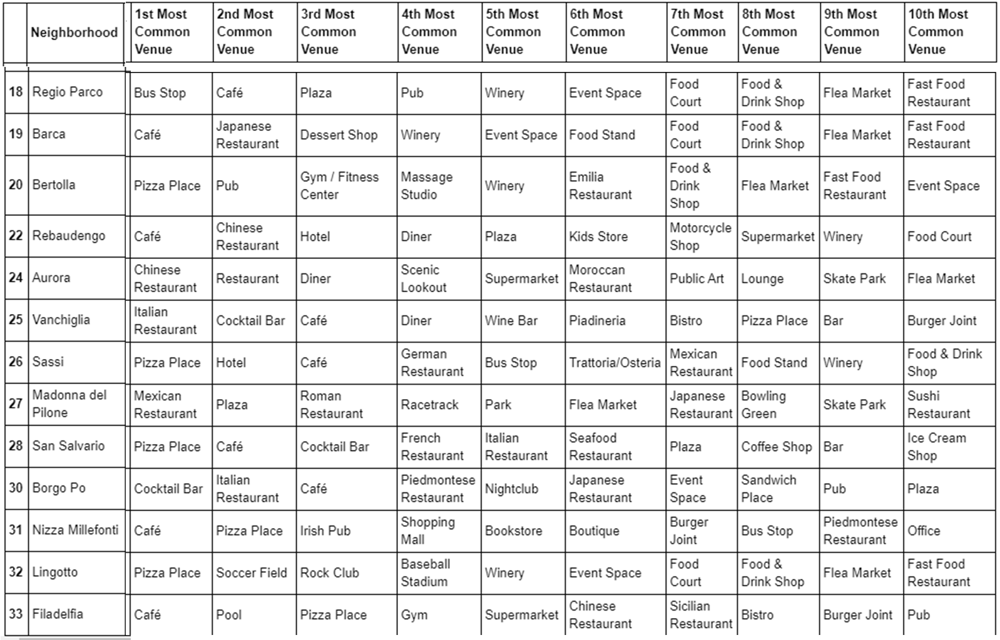 Neighborhood
1st Most
Common
Venue
2nd Most
Common
Venue
3rd Most
Common
Venue
4th Most
Common
Venue
5th Most
Common
Venue
6th Most
Common
Venue
7th Most
Common
Venue
8th Most
Common
Venue
9th Most
Common
Venue
10th Most
Common
Venue
18
Regio Parco
Bus Stop
Café
Plaza
Pub
Winery
Event Space
Food
Court
Food &
Drink Shop
Flea Market
Fast Food
Restaurant
19
Barca
Café
Japanese
Restaurant
Dessert Shop
Winery
Event Space
Food Stand
Food
Court
Food &
Drink Shop
Flea Market
Fast Food
Restaurant
20
Bertolla
Pizza Place
Pub
Gym / Fitness
Center
Massage
Studio
Winery
Emilia
Restaurant
Food &
Drink
Shop
Flea Market
Fast Food
Restaurant
Event Space
22
Rebaudengo
Café
Chinese
Restaurant
Hotel
Diner
Plaza
Kids Store
Motorcycle
Shop
Supermarket
Winery
Food Court
24
Aurora
Chinese
Restaurant
Restaurant
Diner
Scenic
Lookout
Supermarket
Moroccan
Restaurant
Public Art
Lounge
Skate Park
Flea Market
25
Vanchiglia
Italian
Restaurant
Cocktail Bar
Café
Diner
Wine Bar
Piadineria
Bistro
Pizza Place
Bar
Burger Joint
26
Sassi
Pizza Place
Hotel
Café
German
Restaurant
Bus Stop
Trattoria/Osteria
Mexican
Restaurant
Food Stand
Winery
Food & Drink
Shop
27
Madonna del
Pilone
Mexican
Restaurant
Plaza
Roman
Restaurant
Racetrack
Park
Flea Market
Japanese
Restaurant
Bowling
Green
Skate Park
Sushi
Restaurant
28
San Salvario
Pizza Place
Café
Cocktail Bar
French
Restaurant
Italian
Restaurant
Seafood
Restaurant
Plaza
Coffee Shop
Bar
Ice Cream
Shop
30
Borgo Po
Cocktail Bar
Italian
Restaurant
Café
Piedmontese
Restaurant
Nightclub
Japanese
Restaurant
Event
Space
Sandwich
Place
Pub
Plaza
31
Nizza Millefonti
Café
Pizza Place
Irish Pub
Shopping
Mall
Bookstore
Boutique
Burger
Joint
Bus Stop
Piedmontese
Restaurant
Office
32
Lingotto
Pizza Place
Soccer Field
Rock Club
Baseball
Stadium
Winery
Event Space
Food
Court
Food &
Drink Shop
Flea Market
Fast Food
Restaurant
33
Filadelfia
Café
Pool
Pizza Place
Gym
Supermarket
Chinese
Restaurant
Sicilian
Restaurant
Bistro
Burger Joint
Pub